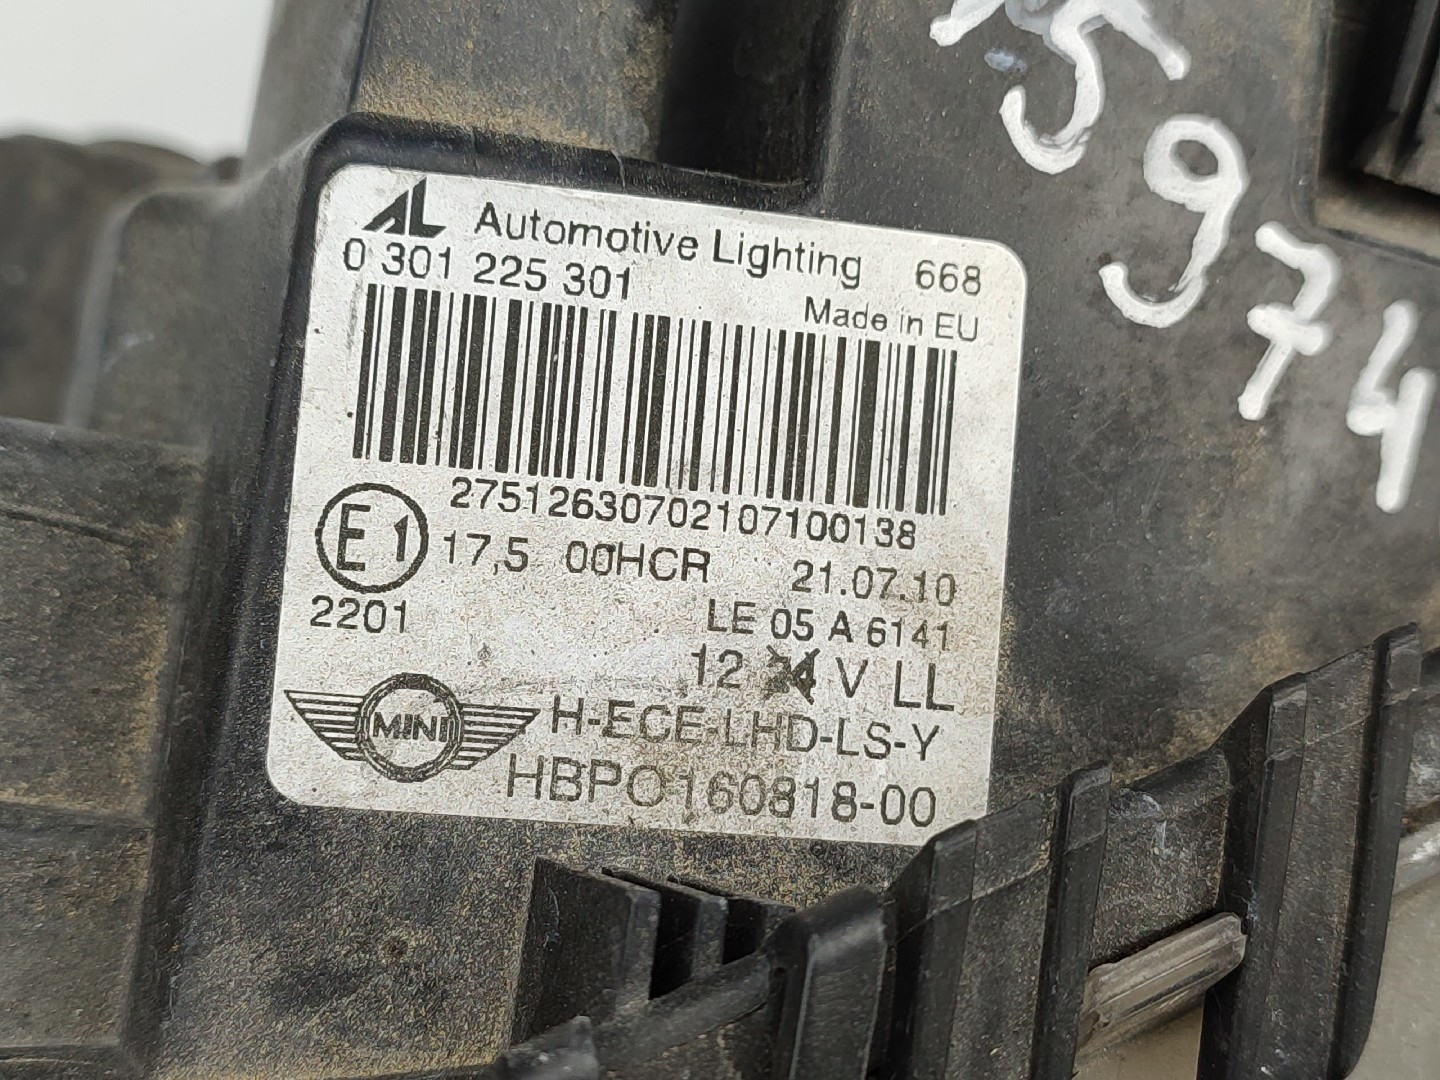 AL Automotive Lighting 668
0 301 225 301
Made in EU
27512630702107100138
E1 17,5 00HCR 21.07.10
2201 LE 05 A 6141
12 24 V LL
MINI H-ECE-LHD-LS-Y
HBPO160818-00
5974